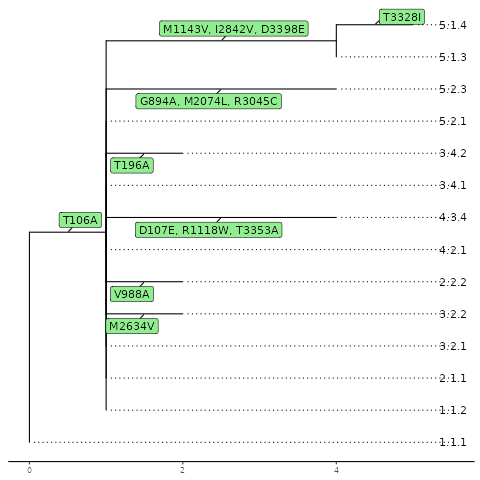 T3328I
5.1.4
M1143V, I2842V, D3398E
5.1.3
5.2.3
G894A, M2074L, R3045C
5.2.1
3.4.2
T196A
3.4.1
4.3.4
T106A
D107E, R1118W, T3353A
4.2.1
2.2.2
V988A
3.2.2
M2634V
3.2.1
2.1.1
1.1.2
1.1.1
0 2 4